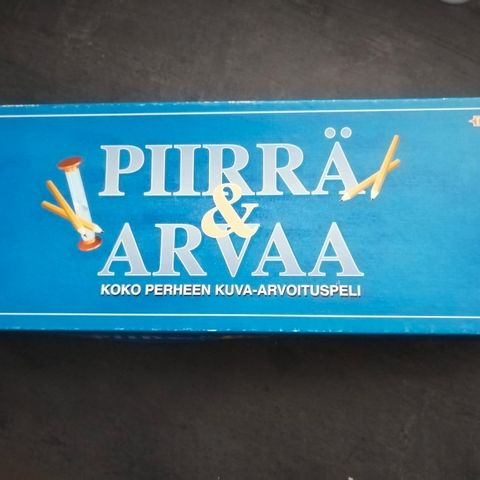 PIIRRÄ
&
ARVAA
KOKO PERHEEN KUVA-ARVOITUSPELI